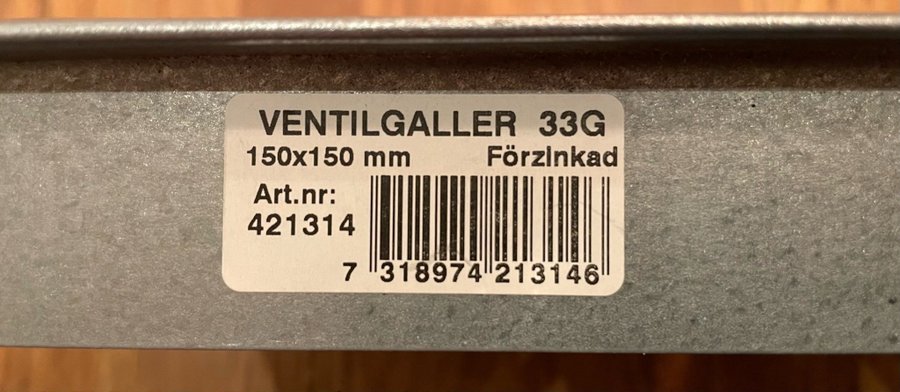 VENTILGALLER 33G
150x150 mm Förzinkad
Art.nr:
421314
7 318974 213146